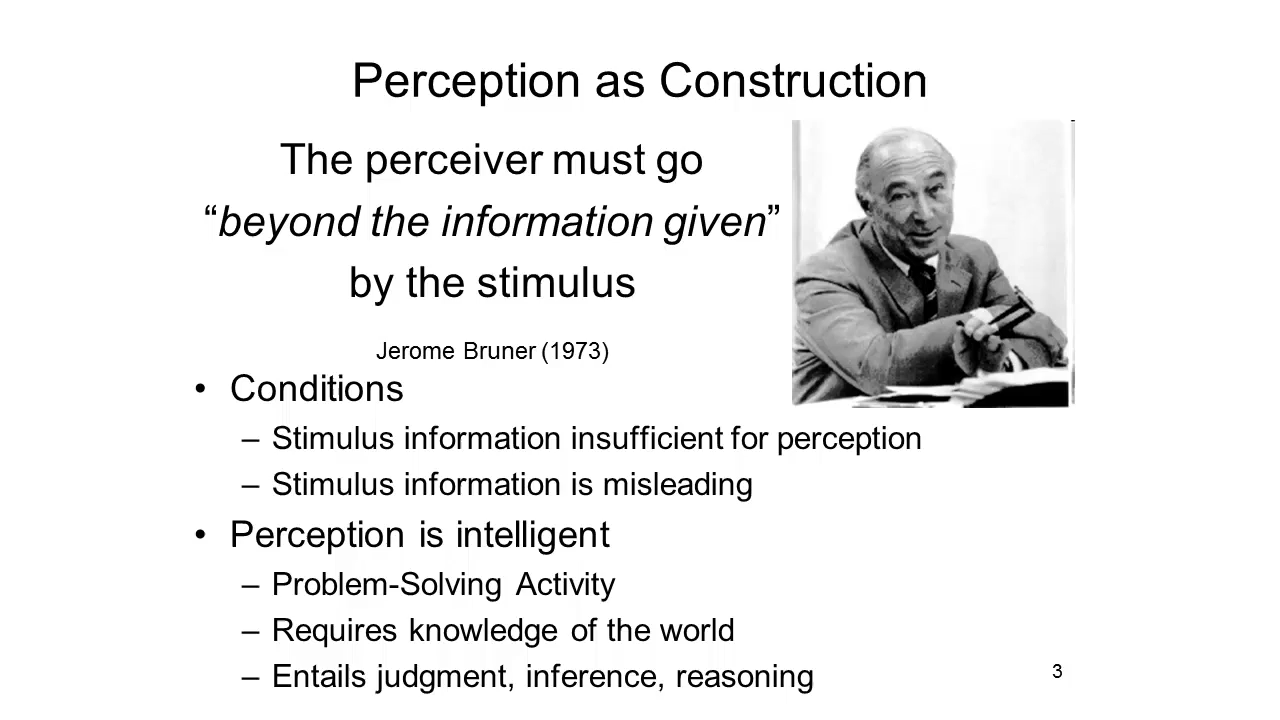 Perception as Construction
The perceiver must go
“beyond the information given”
by the stimulus
Jerome Bruner (1973)
• Conditions
– Stimulus information insufficient for perception
– Stimulus information is misleading
• Perception is intelligent
– Problem-Solving Activity
– Requires knowledge of the world
– Entails judgment, inference, reasoning
3